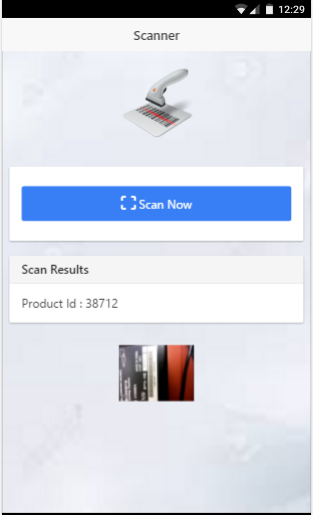 12:29
Scanner
Scan Now
Scan Results
Product Id : 38712